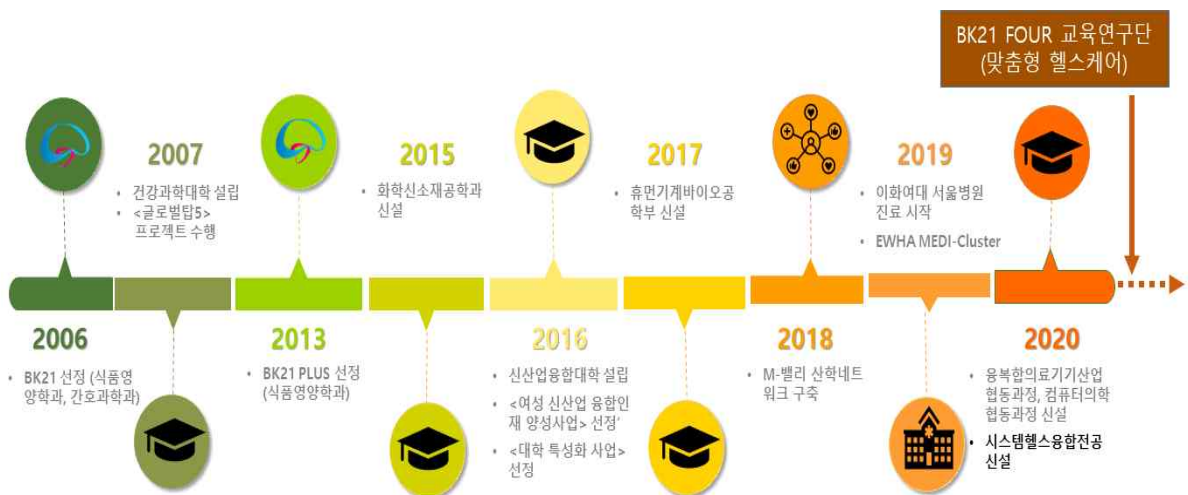 BK21 FOUR 교육연구단
(맞춤형 헬스케어)
2007
• 건강과학대학 설립
• <글로벌탑5>
프로젝트 수행
2015
• 화학신소재공학과
신설
2017
• 휴먼기계바이오공
학부 신설
2019
• 이화여대 서울병원
진료 시작
• EWHA MEDI-Cluster
2006
• BK21 선정 (식품영
양학과, 간호과학과)
2013
• BK21 PLUS 선정
(식품영양학과)
2016
• 신산업융합대학 설립
• <여성 신산업 융합인
재 양성사업> 선정'
• <대학 특성화 사업>
선정
2018
• M-밸리 산학네트
워크 구축
2020
• 융복합의료기기산업
협동과정, 컴퓨터의학
협동과정 신설
• 시스템헬스융합전공
신설